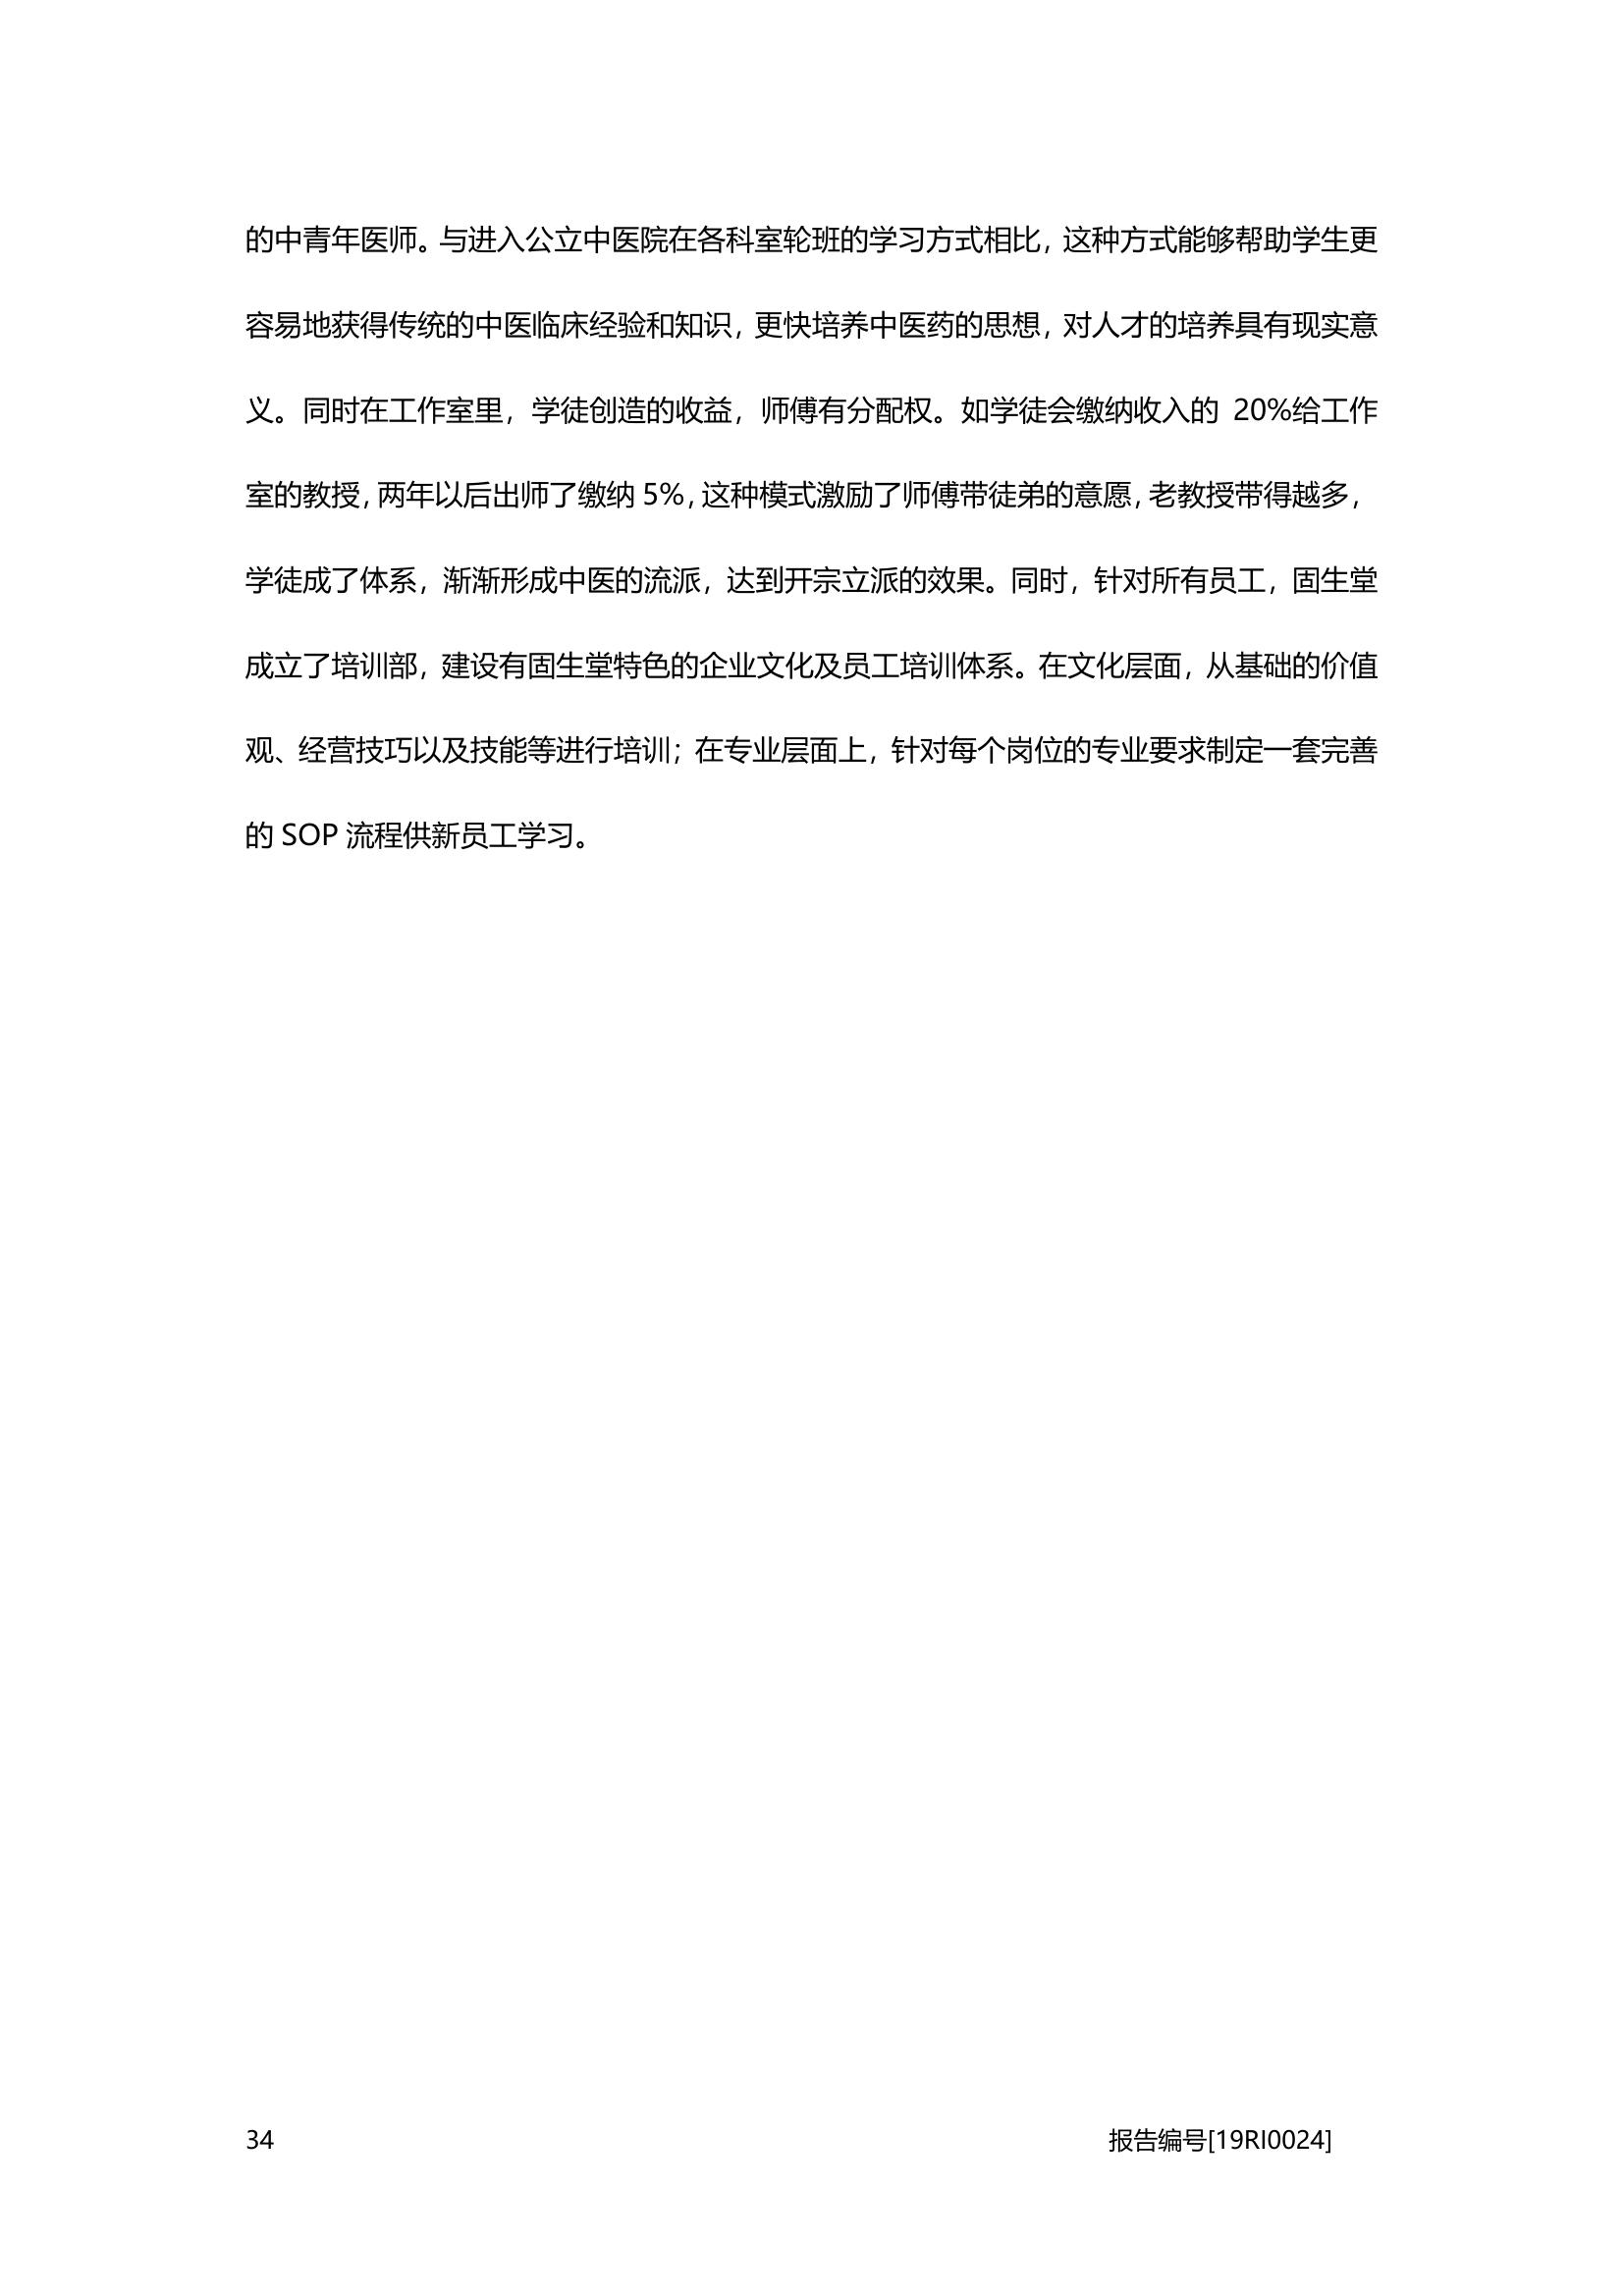 的中青年医师。与进入公立中医院在各科室轮班的学习方式相比，这种方式能够帮助学生更
容易地获得传统的中医临床经验和知识，更快培养中医药的思想，对人才的培养具有现实意
义。同时在工作室里，学徒创造的收益，师傅有分配权。如学徒会缴纳收入的 20%给工作
室的教授，两年以后出师了缴纳 5%，这种模式激励了师傅带徒弟的意愿，老教授带得越多，
学徒成了体系，渐渐形成中医的流派，达到开宗立派的效果。同时，针对所有员工，固生堂
成立了培训部，建设有固生堂特色的企业文化及员工培训体系。在文化层面，从基础的价值
观、经营技巧以及技能等进行培训；在专业层面上，针对每个岗位的专业要求制定一套完善
的 SOP 流程供新员工学习。
34 报告编号[19RI0024]